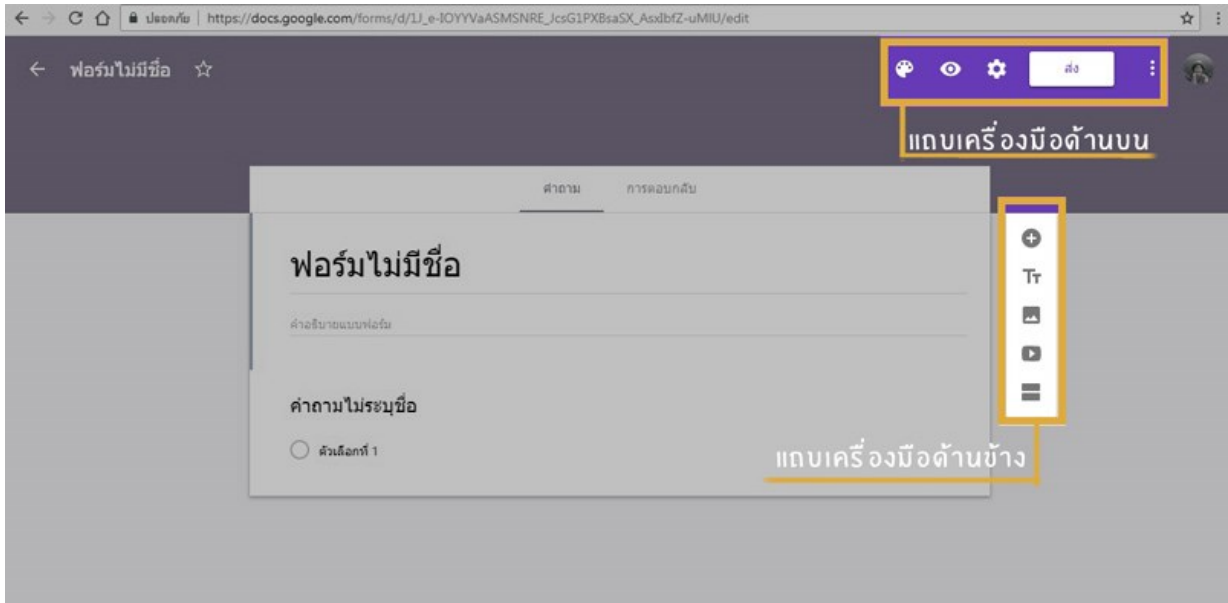 ปลอดภัย | https://docs.google.com/forms/d/1J_e-IOYYVaASMSNRE_JcsG1PXBsaSX_AsxIbfZ-uMlU/edit
ฟอร์มไม่มีชื่อ
ส่ง
แถบเครื่องมือด้านบน
คำถาม การตอบกลับ
ฟอร์มไม่มีชื่อ
Tт
คำอธิบายแบบฟอร์ม
คำถามไม่ระบุชื่อ
ตัวเลือกที่ 1
แถบเครื่องมือด้านข้าง